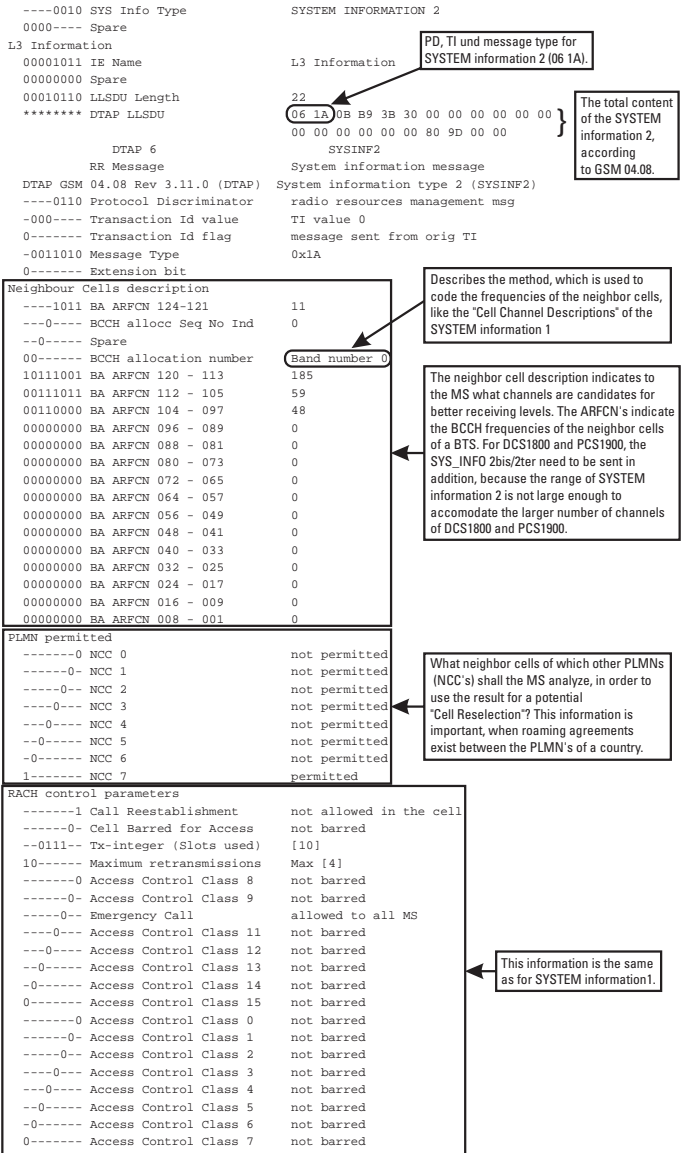 ----0010 SYS Info Type SYSTEM INFORMATION 2
0000---- Spare
L3 Information
00001011 IE Name L3 Information
00000000 Spare
00010110 LLSDU Length 22
******** DTAP LLSDU 06 1A 0B B9 3B 30 00 00 00 00 00 00
00 00 00 00 00 00 80 9D 00 00
PD, TI und message type for
SYSTEM information 2 (06 1A).
The total content
of the SYSTEM
information 2,
according
to GSM 04.08.
DTAP 6 SYSINF2
RR Message System information message
DTAP GSM 04.08 Rev 3.11.0 (DTAP) System information type 2 (SYSINF2)
----0110 Protocol Discriminator radio resources management msg
-000---- Transaction Id value TI value 0
0------- Transaction Id flag message sent from orig TI
-0011010 Message Type 0x1A
0------- Extension bit
Neighbour Cells description
----1011 BA ARFCN 124-121 11
---0---- BCCH allocc Seq No Ind 0
--0----- Spare
00------ BCCH allocation number Band number 0
10111001 BA ARFCN 120 - 113 185
00111011 BA ARFCN 112 - 105 59
00110000 BA ARFCN 104 - 097 48
00000000 BA ARFCN 096 - 089 0
00000000 BA ARFCN 088 - 081 0
00000000 BA ARFCN 080 - 073 0
00000000 BA ARFCN 072 - 065 0
00000000 BA ARFCN 064 - 057 0
00000000 BA ARFCN 056 - 049 0
00000000 BA ARFCN 048 - 041 0
00000000 BA ARFCN 040 - 033 0
00000000 BA ARFCN 032 - 025 0
00000000 BA ARFCN 024 - 017 0
00000000 BA ARFCN 016 - 009 0
00000000 BA ARFCN 008 - 001 0
Describes the method, which is used to
code the frequencies of the neighbor cells,
like the "Cell Channel Descriptions" of the
SYSTEM information 1
The neighbor cell description indicates to
the MS what channels are candidates for
better receiving levels. The ARFCN's indicate
the BCCH frequencies of the neighbor cells
of a BTS. For DCS1800 and PCS1900, the
SYS_INFO 2bis/2ter need to be sent in
addition, because the range of SYSTEM
information 2 is not large enough to
accomodate the larger number of channels
of DCS1800 and PCS1900.
PLMN permitted
-------0 NCC 0 not permitted
------0- NCC 1 not permitted
-----0-- NCC 2 not permitted
----0--- NCC 3 not permitted
---0---- NCC 4 not permitted
--0----- NCC 5 not permitted
-0------ NCC 6 not permitted
1------- NCC 7 permitted
What neighbor cells of which other PLMNs
(NCC's) shall the MS analyze, in order to
use the result for a potential
"Cell Reselection"? This information is
important, when roaming agreements
exist between the PLMN's of a country.
RACH control parameters
-------1 Call Reestablishment not allowed in the cell
------0- Cell Barred for Access not barred
--0111-- Tx-integer (Slots used) [10]
10------ Maximum retransmissions Max [4]
-------0 Access Control Class 8 not barred
------0- Access Control Class 9 not barred
-----0-- Emergency Call allowed to all MS
----0--- Access Control Class 11 not barred
---0---- Access Control Class 12 not barred
--0----- Access Control Class 13 not barred
-0------ Access Control Class 14 not barred
0------- Access Control Class 15 not barred
-------0 Access Control Class 0 not barred
------0- Access Control Class 1 not barred
-----0-- Access Control Class 2 not barred
----0--- Access Control Class 3 not barred
---0---- Access Control Class 4 not barred
--0----- Access Control Class 5 not barred
-0------ Access Control Class 6 not barred
0------- Access Control Class 7 not barred
This information is the same
as for SYSTEM information1.